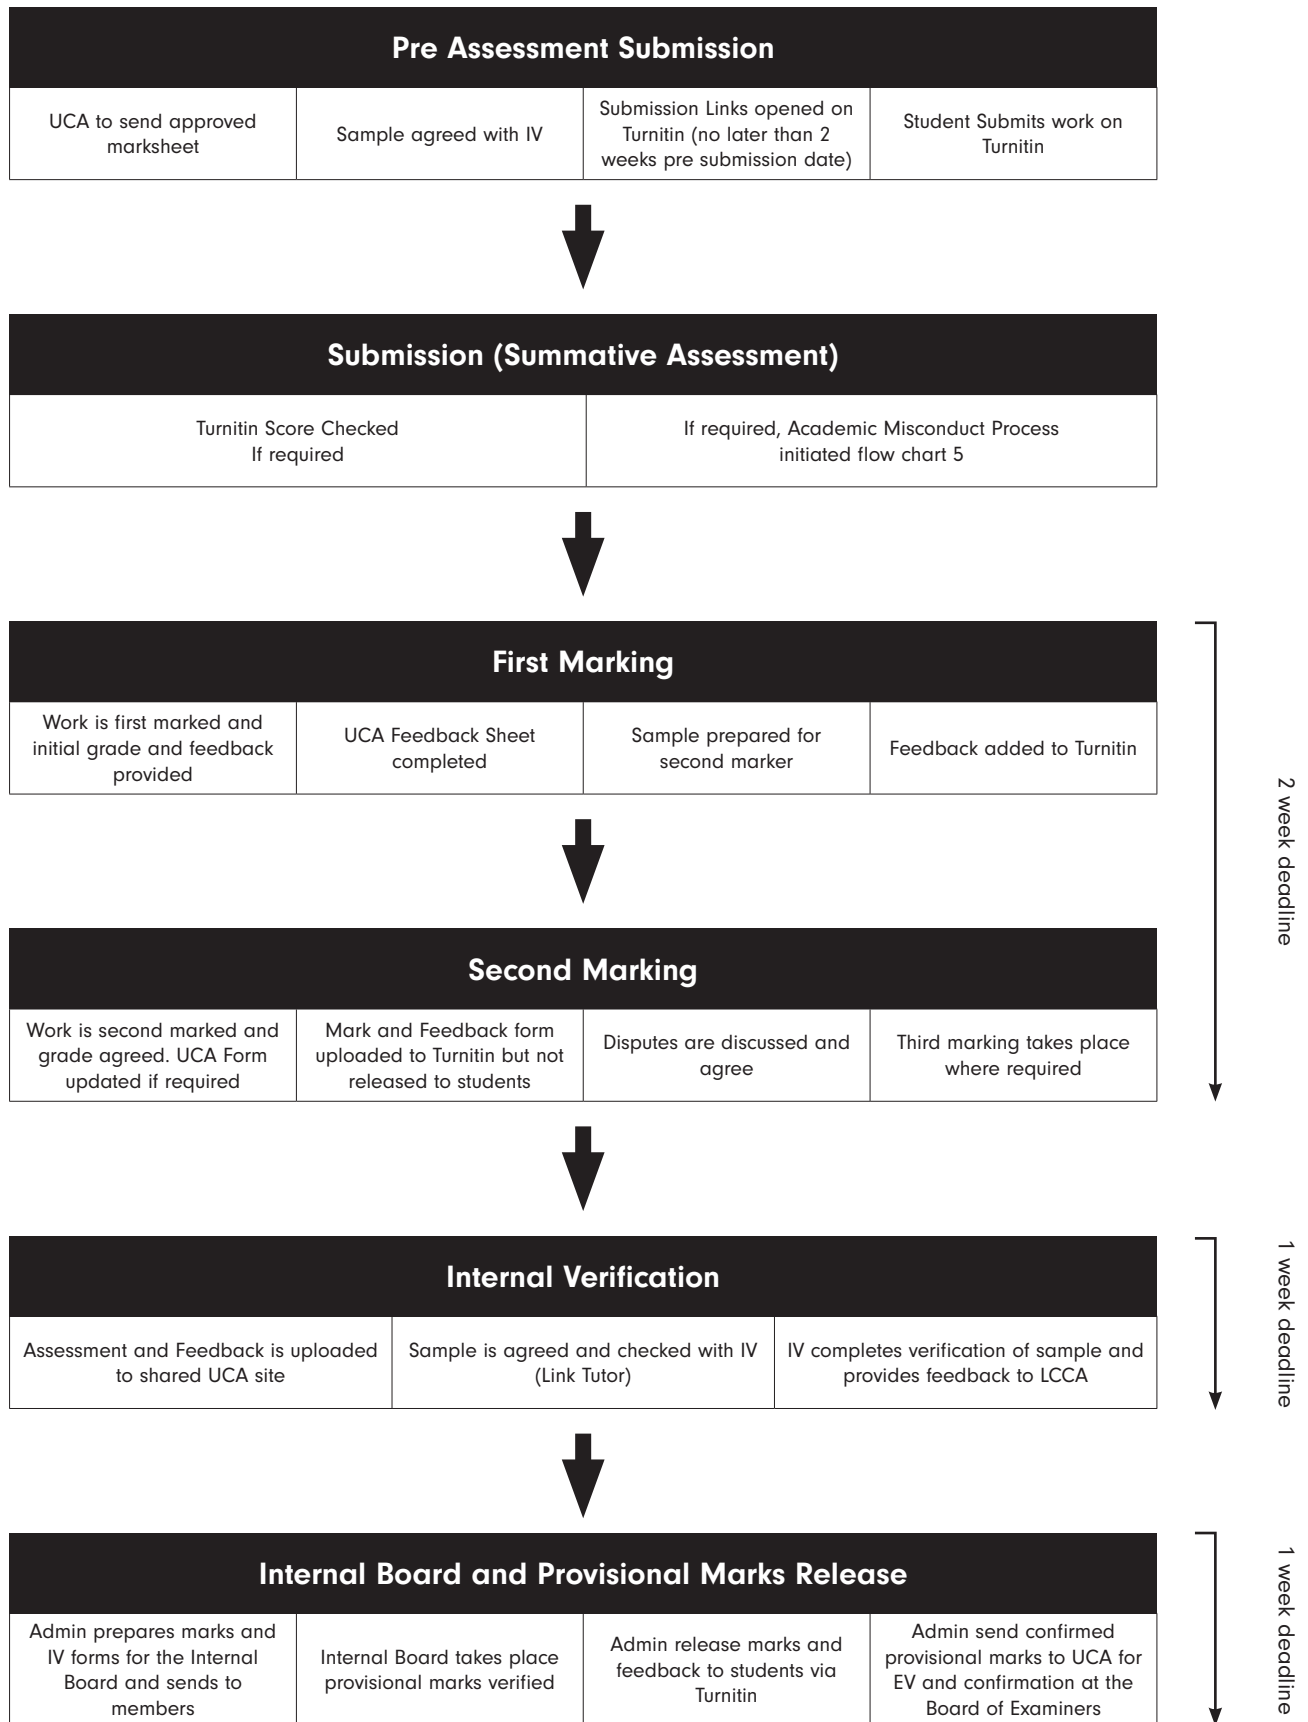 Pre Assessment Submission
UCA to send approved
marksheet
Sample agreed with IV
Submission Links opened on
Turnitin (no later than 2
weeks pre submission date)
Student Submits work on
Turnitin
Submission (Summative Assessment)
Turnitin Score Checked
If required
If required, Academic Misconduct Process
initiated flow chart 5
First Marking
Work is first marked and
initial grade and feedback
provided
UCA Feedback Sheet
completed
Sample prepared for
second marker
Feedback added to Turnitin
2 week deadline
Second Marking
Work is second marked and
grade agreed. UCA Form
updated if required
Mark and Feedback form
uploaded to Turnitin but not
released to students
Disputes are discussed and
agree
Third marking takes place
where required
Internal Verification
Assessment and Feedback is uploaded
to shared UCA site
Sample is agreed and checked with IV
(Link Tutor)
IV completes verification of sample and
provides feedback to LCCA
1 week deadline
Internal Board and Provisional Marks Release
Admin prepares marks and
IV forms for the Internal
Board and sends to
members
Internal Board takes place
provisional marks verified
Admin release marks and
feedback to students via
Turnitin
Admin send confirmed
provisional marks to UCA for
EV and confirmation at the
Board of Examiners
1 week deadline